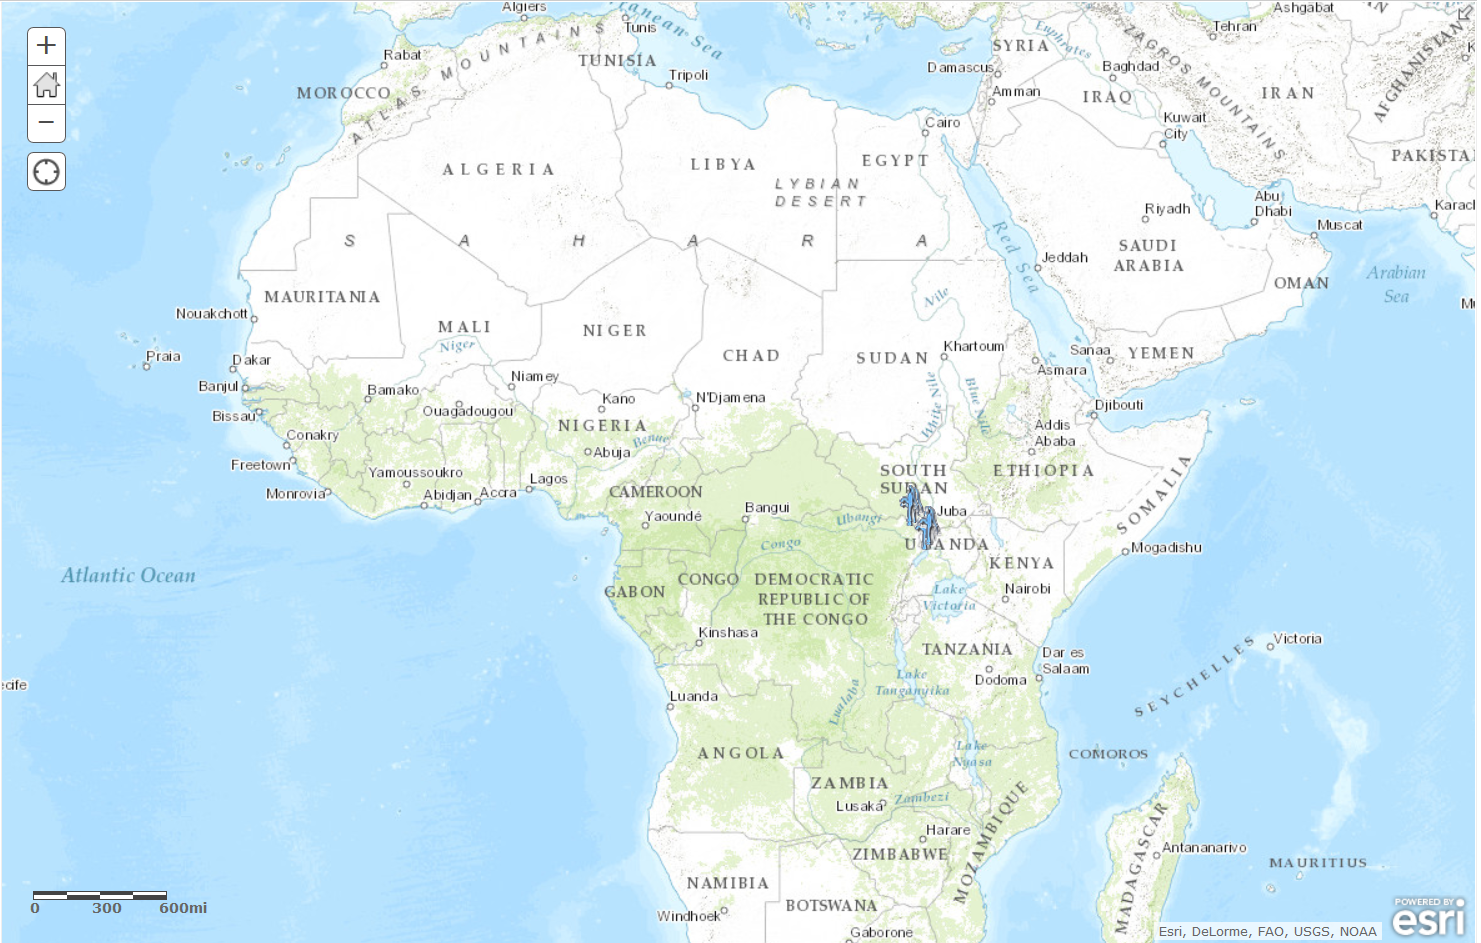 Algiers
Tunis
Mediterranean Sea
Ashgabat
Tehran
Rabat
ATLAS MOUNTAINS
TUNISIA
Tripoli
SYRIA
Euphrates
Damascus
Baghdad
ZAGROS MOUNTAINS
AFGHANISTAN
MOROCCO
Amman
IRAQ
IRAN
Cairo
Kuwait
City
ALGERIA
LIBYA
EGYPT
PAKISTA
LYBIAN
DESERT
Abu
Dhabi
Riyadh
Karach
Muscat
SAHARA
Red Sea
SAUDI
ARABIA
Jeddah
Arabian
Sea
OMAN
MAURITANIA
Nile
Nouakchott
MALI
NIGER
Niger
Khartoum
Praia
Dakar
CHAD
SUDAN
Sanaa
YEMEN
Asmara
Banjul
Bamako
Niamey
Kano
N'Djamena
White Nile
Blue Nile
Djibouti
Bissau
Ouagadougou
NIGERIA
Addis
Ababa
Conakry
Abuja
Benue
Freetown
Yamoussoukro
Lagos
SOUTH
SUDAN
ETHIOPIA
SOMALIA
Monrovia
Abidjan
Accra
CAMEROON
Yaoundé
Bangui
Ubangi
Juba
Congo
UGANDA
Mogadishu
KENYA
Atlantic Ocean
GABON
CONGO
DEMOCRATIC
REPUBLIC OF
THE CONGO
Lake
Victoria
Nairobi
Kinshasa
TANZANIA
Dar es
Salaam
Victoria
SEYCHELLES
ecife
Luanda
Lualaba
Lake
Tanganyika
Dodoma
ANGOLA
Lake
Nyasa
COMOROS
ZAMBIA
Lusaka
Zambezi
MOZAMBIQUE
Harare
ZIMBABWE
MADAGASCAR
Antananarivo
MAURITIUS
NAMIBIA
BOTSWANA
Windhoek
Gaborone
0 300 600mi
Esri, DeLorme, FAO, USGS, NOAA
POWERED BY
esri